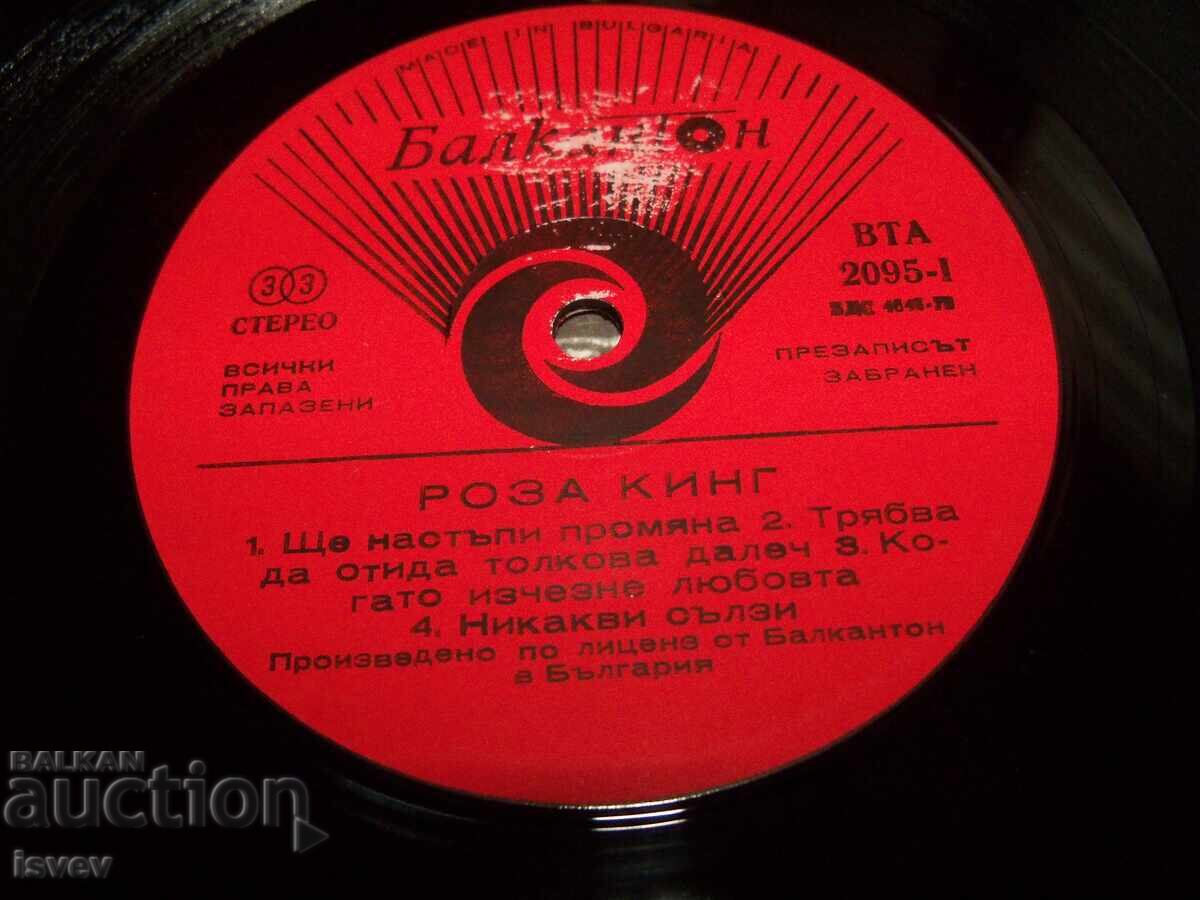 MADE IN BULGARIA
Балкантон
33
СТЕРЕО
ВСИЧКИ
ПРАВА
ЗАПАЗЕНИ
ВТА
2095-I
ПРЕЗАПИСЪТ
ЗАБРАНЕН
РОЗА КИНГ
1. Ще настъпи промяна 2. Трябва
да отида толкова далеч 3. Ко-
гато изчезне любовта
4. Никакви сълзи
Произведено по лиценз от Балкантон
в България
BALKAN
auction
isvev